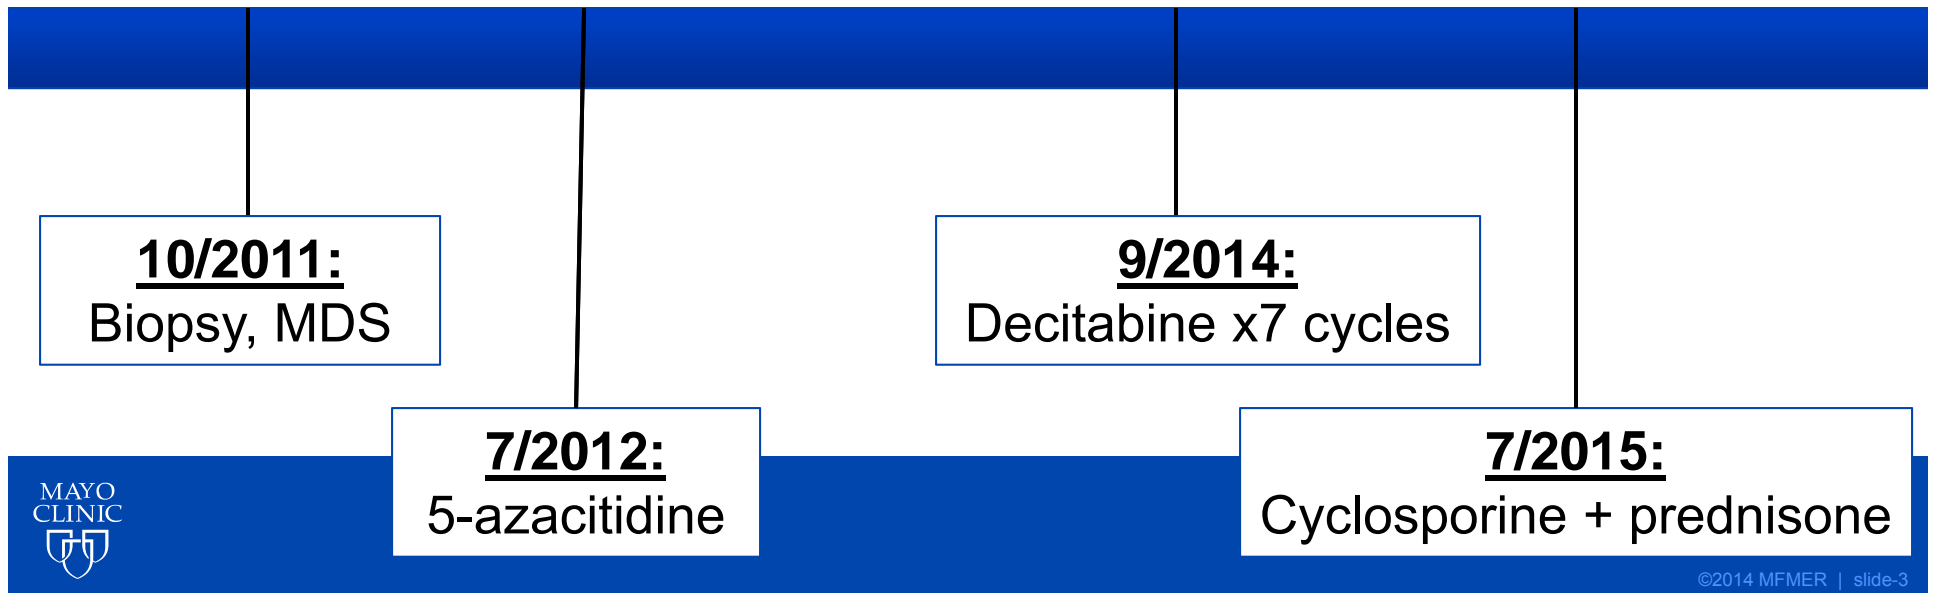 10/2011:
Biopsy, MDS
9/2014:
Decitabine x7 cycles
7/2012:
5-azacitidine
7/2015:
Cyclosporine + prednisone
MAYO
CLINIC
©2014 MFMER | slide-3